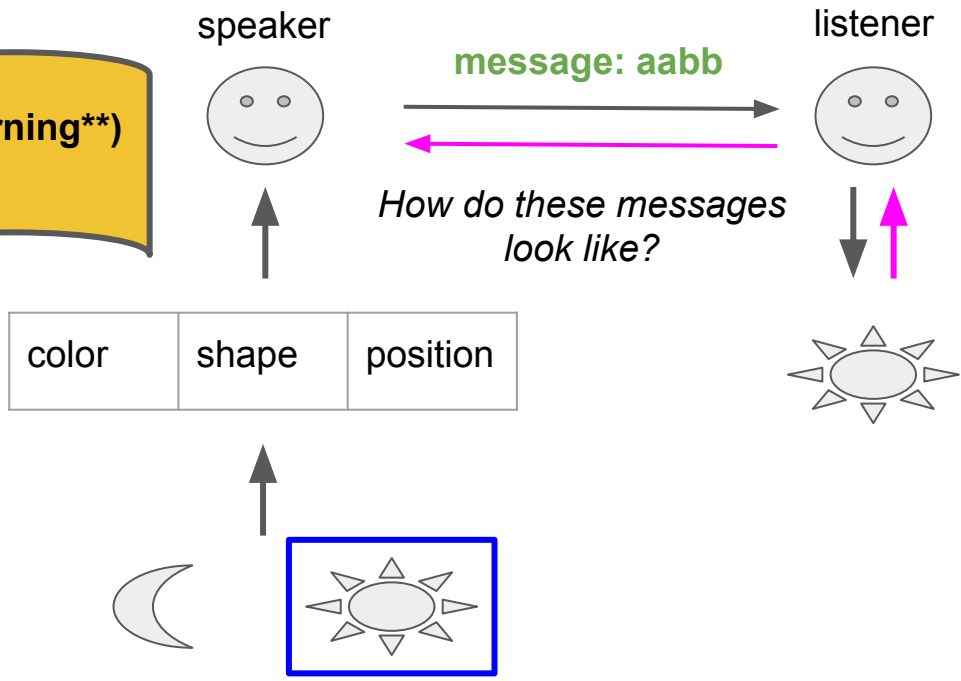 speaker
listener
message: aabb
rning**)
How do these messages
look like?
color shape position